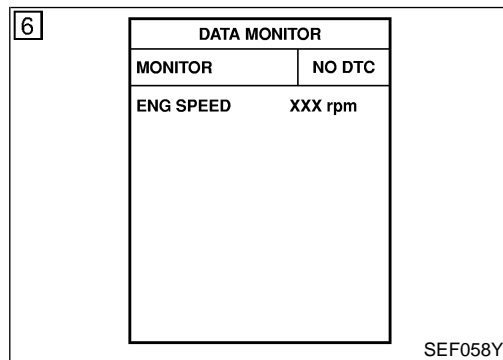 6
DATA MONITOR
MONITOR NO DTC
ENG SPEED XXX rpm
SEF058Y